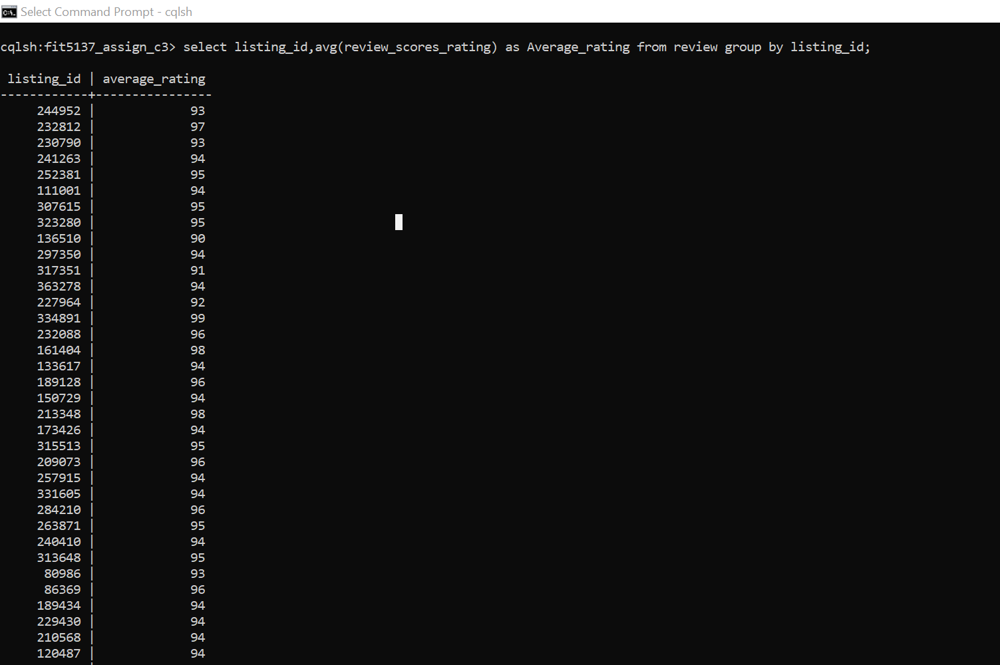 Select Command Prompt - cqlsh
cqlsh:fit5137_assign_c3> select listing_id,avg(review_scores_rating) as Average_rating from review group by listing_id;
listing_id | average_rating
------------+----------------
244952 | 93
232812 | 97
230790 | 93
241263 | 94
252381 | 95
111001 | 94
307615 | 95
323280 | 95
136510 | 90
297350 | 94
317351 | 91
363278 | 94
227964 | 92
334891 | 99
232088 | 96
161404 | 98
133617 | 94
189128 | 96
150729 | 94
213348 | 98
173426 | 94
315513 | 95
209073 | 96
257915 | 94
331605 | 94
284210 | 96
263871 | 95
240410 | 94
313648 | 95
80986 | 93
86369 | 96
189434 | 94
229430 | 94
210568 | 94
120487 | 94